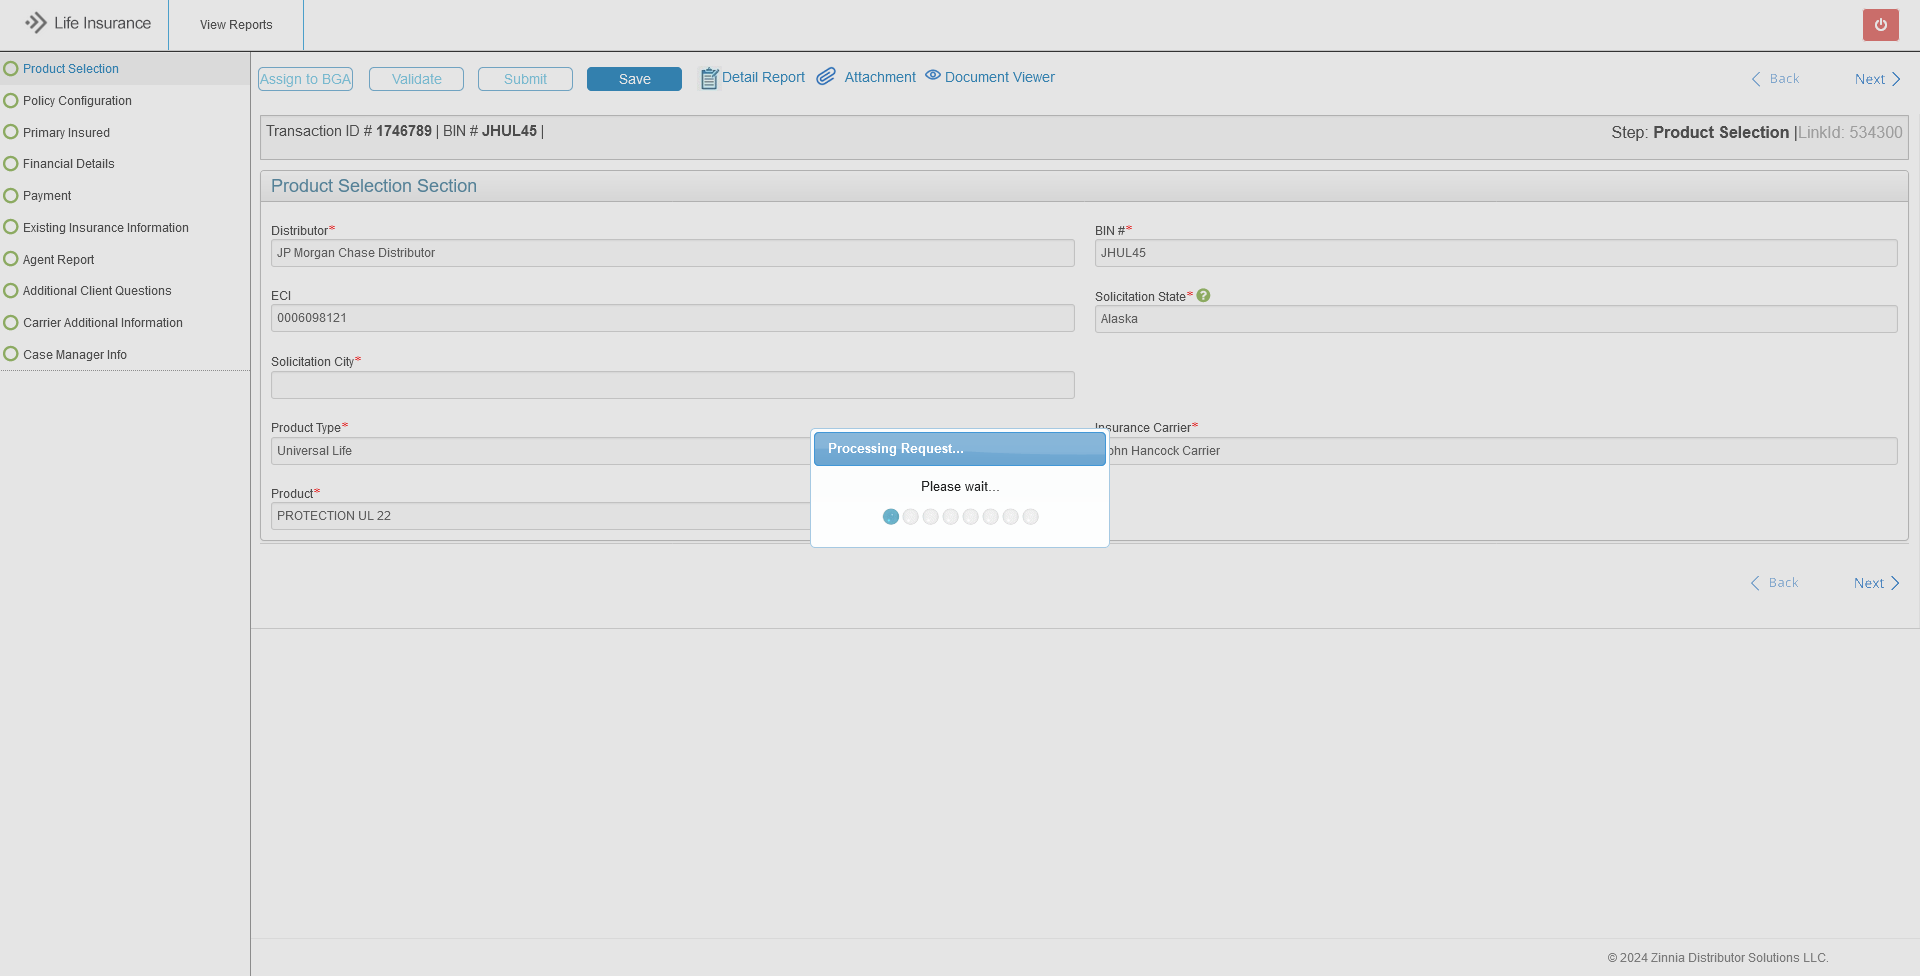 Life Insurance
View Reports
Product Selection
Policy Configuration
Primary Insured
Financial Details
Payment
Existing Insurance Information
Agent Report
Additional Client Questions
Carrier Additional Information
Case Manager Info
Assign to BGA Validate Submit Save Detail Report Attachment Document Viewer Back Next
Transaction ID # 1746789 | BIN # JHUL45 |
Step: Product Selection |LinkId: 534300
Product Selection Section
Distributor*
JP Morgan Chase Distributor
BIN #*
JHUL45
ECI
0006098121
Solicitation State* ?
Alaska
Solicitation City*
Product Type*
Universal Life
Insurance Carrier*
ohn Hancock Carrier
Product*
PROTECTION UL 22
Processing Request...
Please wait...
Back Next
© 2024 Zinnia Distributor Solutions LLC.